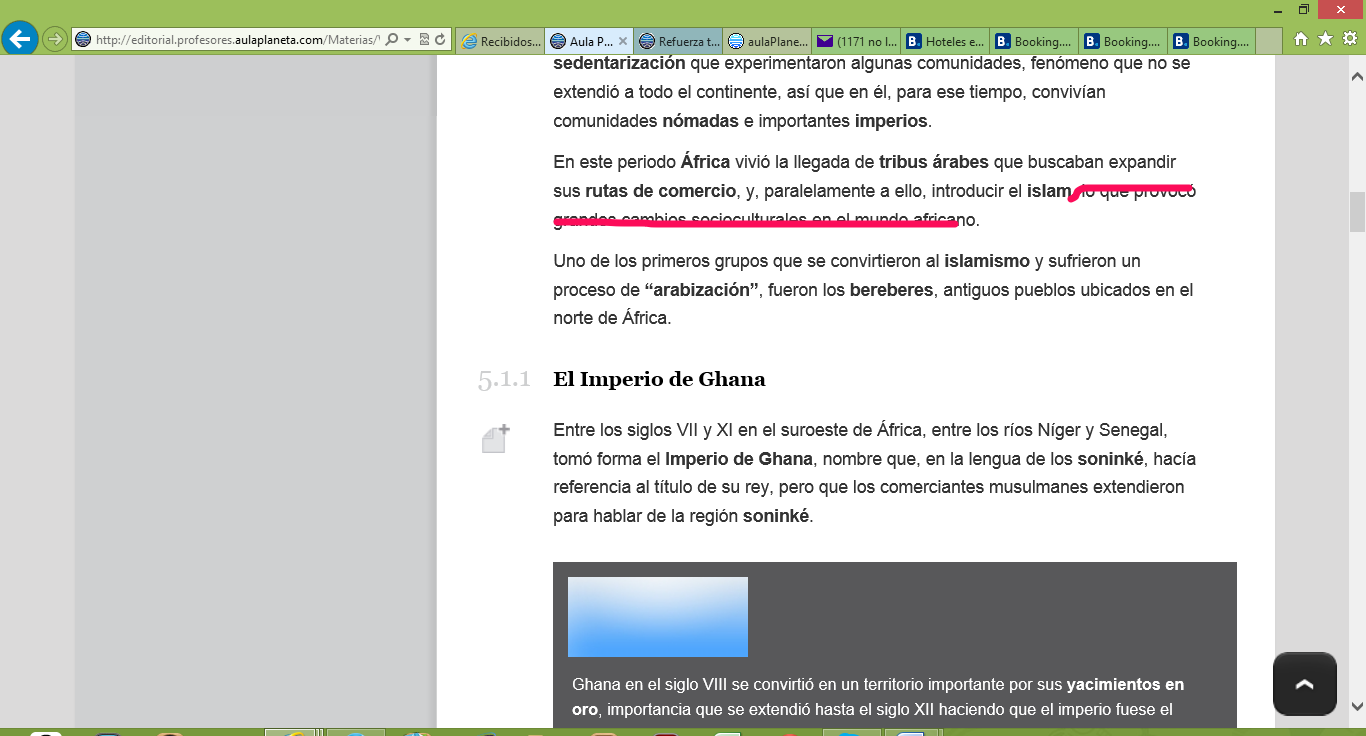 http://editorial.profesores.aulaplaneta.com/Materias/
Recibidos...
Aula P...
Refuerza t...
aulaPlane...
(1171 no l...
B. Hoteles e...
B. Booking....
B. Booking....
B. Booking....
sedentarización que experimentaron algunas comunidades, fenómeno que no se
extendió a todo el continente, así que en él, para ese tiempo, convivían
comunidades nómadas e importantes imperios.
En este periodo África vivió la llegada de tribus árabes que buscaban expandir
sus rutas de comercio, y, paralelamente a ello, introducir el islam, lo que provocó
grandes cambios socioculturales en el mundo africano.
Uno de los primeros grupos que se convirtieron al islamismo y sufrieron un
proceso de “arabización”, fueron los bereberes, antiguos pueblos ubicados en el
norte de África.
5.1.1 El Imperio de Ghana
Entre los siglos VII y XI en el suroeste de África, entre los ríos Níger y Senegal,
tomó forma el Imperio de Ghana, nombre que, en la lengua de los soninké, hacía
referencia al título de su rey, pero que los comerciantes musulmanes extendieron
para hablar de la región soninké.
Ghana en el siglo VIII se convirtió en un territorio importante por sus yacimientos en
oro, importancia que se extendió hasta el siglo XII haciendo que el imperio fuese el